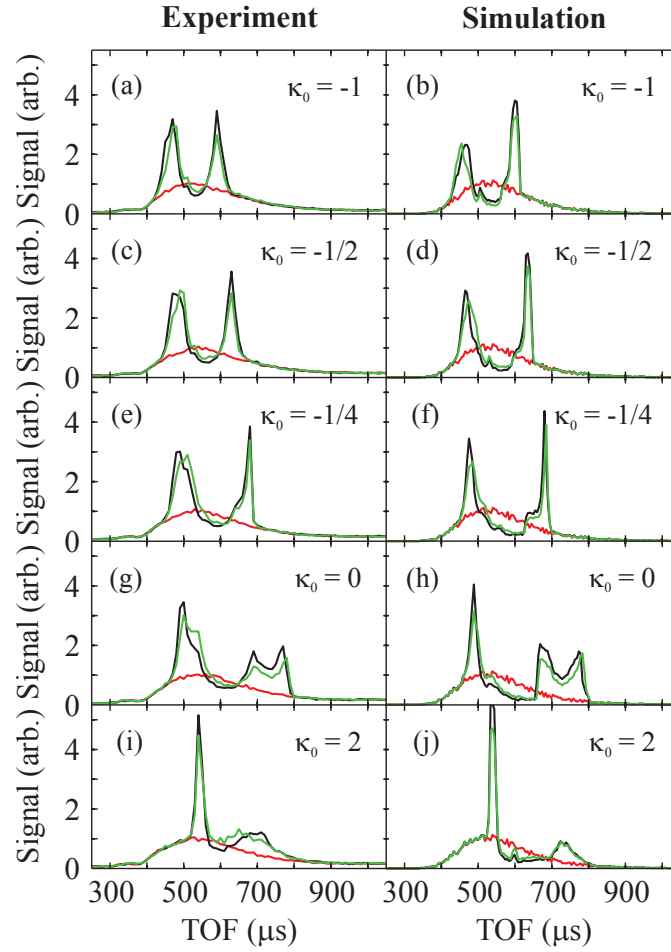 Experiment Simulation
(a) κ₀ = -1 (b) κ₀ = -1
Signal (arb.)
4
2
0
(c) κ₀ = -1/2 (d) κ₀ = -1/2
Signal (arb.)
4
2
0
(e) κ₀ = -1/4 (f) κ₀ = -1/4
Signal (arb.)
4
2
0
(g) κ₀ = 0 (h) κ₀ = 0
Signal (arb.)
4
2
0
(i) κ₀ = 2 (j) κ₀ = 2
Signal (arb.)
4
2
0
300 500 700 900 300 500 700 900
TOF (μs) TOF (μs)